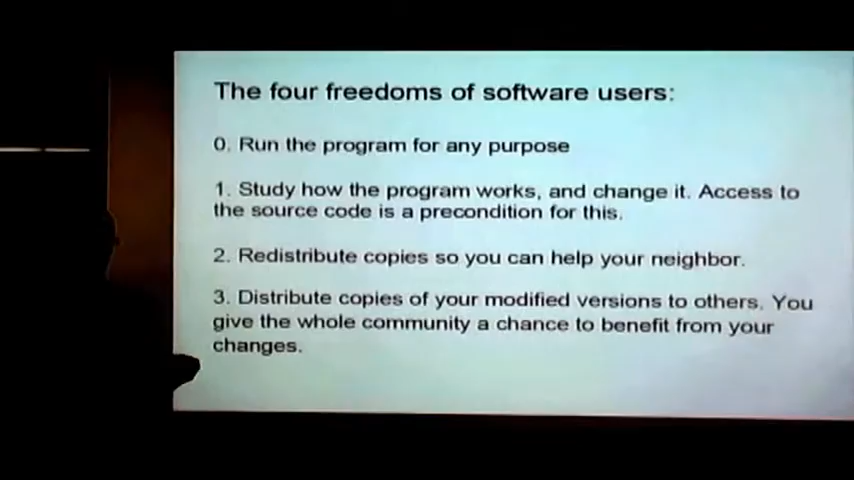 The four freedoms of software users:
0. Run the program for any purpose
1. Study how the program works, and change it. Access to
the source code is a precondition for this.
2. Redistribute copies so you can help your neighbor.
3. Distribute copies of your modified versions to others. You
give the whole community a chance to benefit from your
changes.